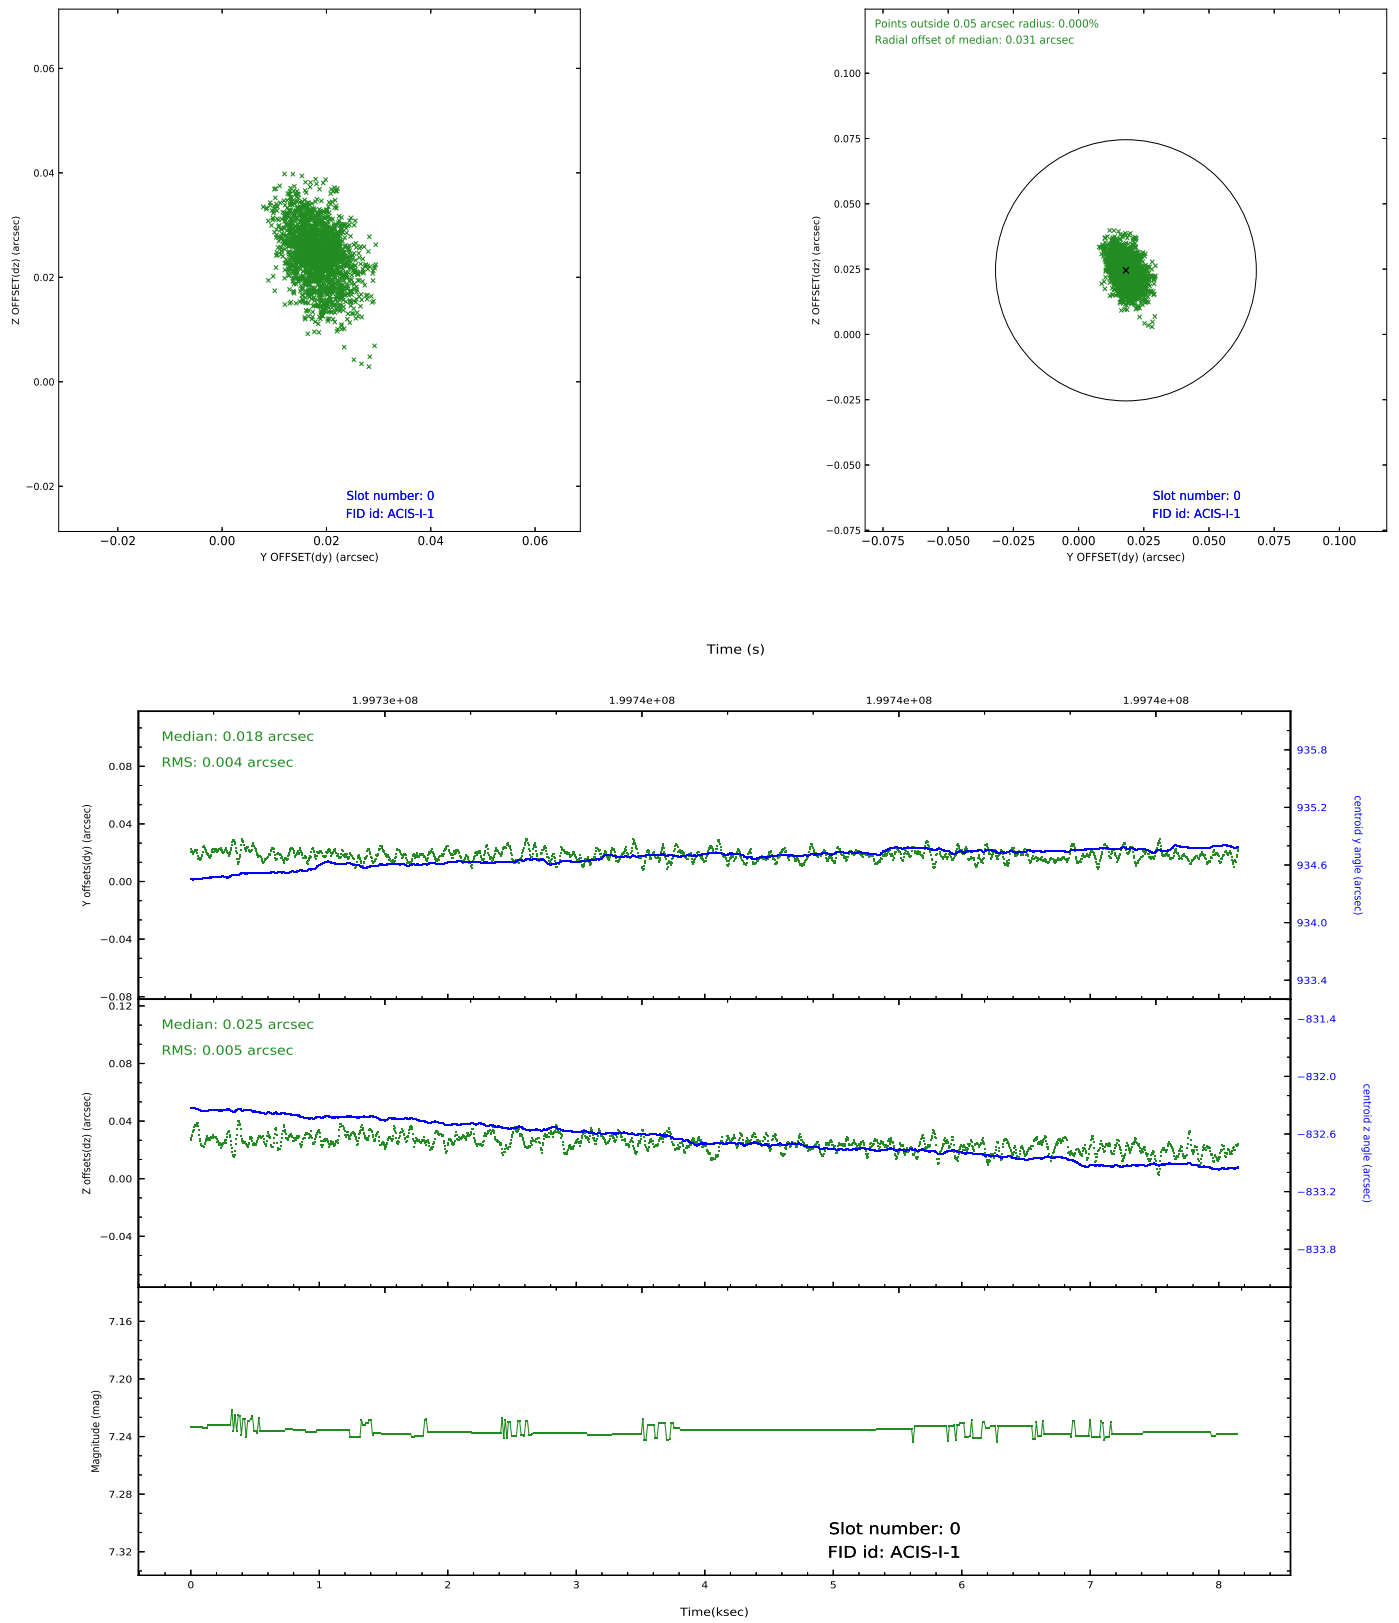 0.06
0.04
0.02
0.00
−0.02
Z OFFSET(dz) (arcsec)
Slot number: 0
FID id: ACIS-I-1
−0.02
0.00
0.02
0.04
0.06
Y OFFSET(dy) (arcsec)
Points outside 0.05 arcsec radius: 0.000%
Radial offset of median: 0.031 arcsec
0.100
0.075
0.050
0.025
0.000
−0.025
−0.050
−0.075
Z OFFSET(dz) (arcsec)
Slot number: 0
FID id: ACIS-I-1
−0.075
−0.050
−0.025
0.000
0.025
0.050
0.075
0.100
Y OFFSET(dy) (arcsec)
Time (s)
1.9973e+08
1.9974e+08
1.9974e+08
1.9974e+08
Median: 0.018 arcsec
RMS: 0.004 arcsec
0.08
0.04
0.00
−0.04
−0.08
Y offsets(dy) (arcsec)
935.8
935.2
934.6
934.0
933.4
centroid y angle (arcsec)
Median: 0.025 arcsec
RMS: 0.005 arcsec
0.12
0.08
0.04
0.00
−0.04
Z offsets(dz) (arcsec)
−831.4
−832.0
−832.6
−833.2
−833.8
centroid z angle (arcsec)
7.16
7.20
7.24
7.28
7.32
Magnitude (mag)
Slot number: 0
FID id: ACIS-I-1
0
1
2
3
4
5
6
7
8
Time(ksec)